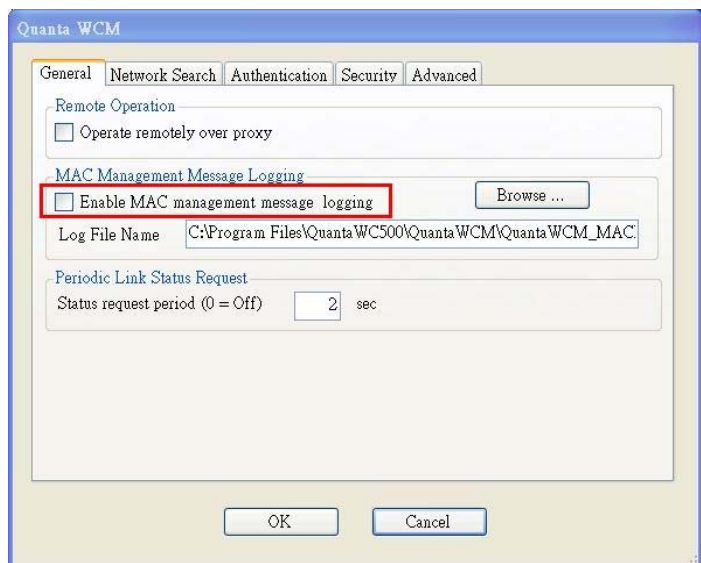 Quanta WCM
General Network Search Authentication Security Advanced
Remote Operation
Operate remotely over proxy
MAC Management Message Logging
Enable MAC management message logging
Browse ...
Log File Name C:\Program Files\QuantaWC500\QuantaWCM\QuantaWCM_MAC.
Periodic Link Status Request
Status request period (0 = Off) 2 sec
OK Cancel